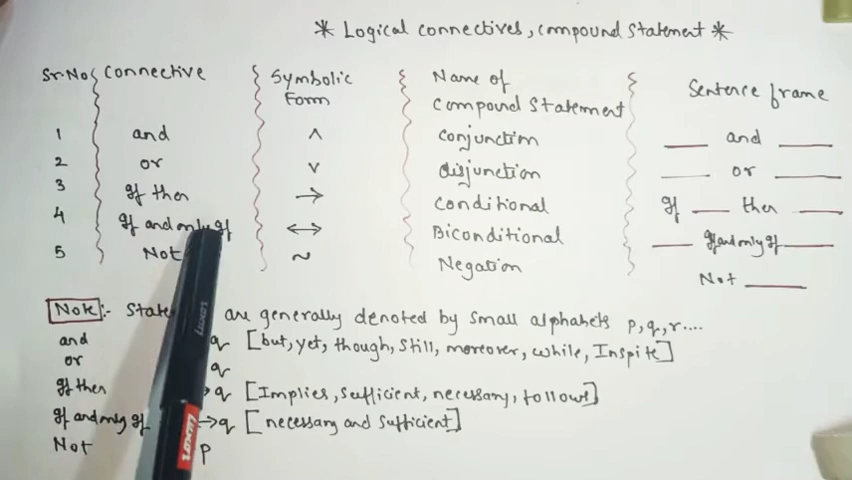 * Logical connectives, compound statement *
Sr.No connective Symbolic Form Name of compound Statement Sentence frame
1 and ∧ conjunction ___ and ___
2 or ∨ disjunction ___ or ___
3 If then → conditional If ___ then ___
4 If and only if ↔ Biconditional ___ If and only if ___
5 Not ~ Negation Not ___
Note:- are generally denoted by small alphabets p, q, r....
and q [but, yet, though, still, moreover, while, Inspite]
or q
If then → q [Implies, sufficient, necessary, follows]
If and only if → q [necessary and sufficient]
Not p
LUXOR
LUXOR